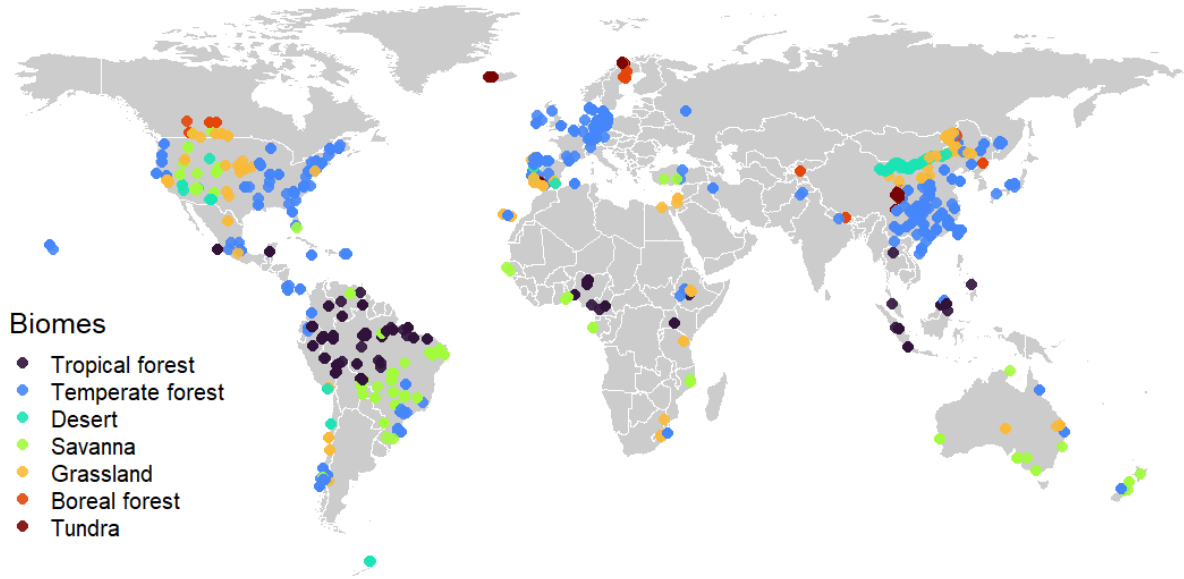 Biomes
Tropical forest
Temperate forest
Desert
Savanna
Grassland
Boreal forest
Tundra